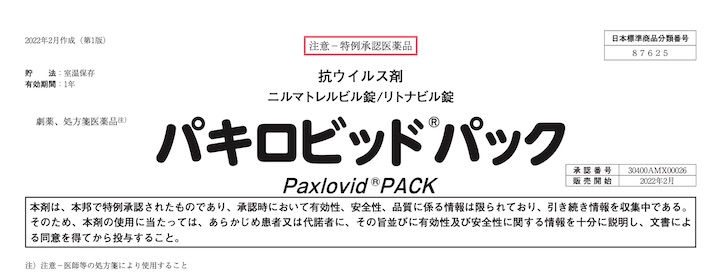 2022年2月作成（第1版）
注意－特例承認医薬品
日本標準商品分類番号
87625
貯　　法：室温保存
有効期間：1年
抗ウイルス剤
ニルマトレルビル錠/リトナビル錠
劇薬、処方箋医薬品注）
パキロビッド®パック
Paxlovid®PACK
承認番号 30400AMX00026
販売開始 2022年2月
本剤は、本邦で特例承認されたものであり、承認時において有効性、安全性、品質に係る情報は限られており、引き続き情報を収集中である。
そのため、本剤の使用に当たっては、あらかじめ患者又は代諾者に、その旨並びに有効性及び安全性に関する情報を十分に説明し、文書によ
る同意を得てから投与すること。
注）注意－医師等の処方箋により使用すること